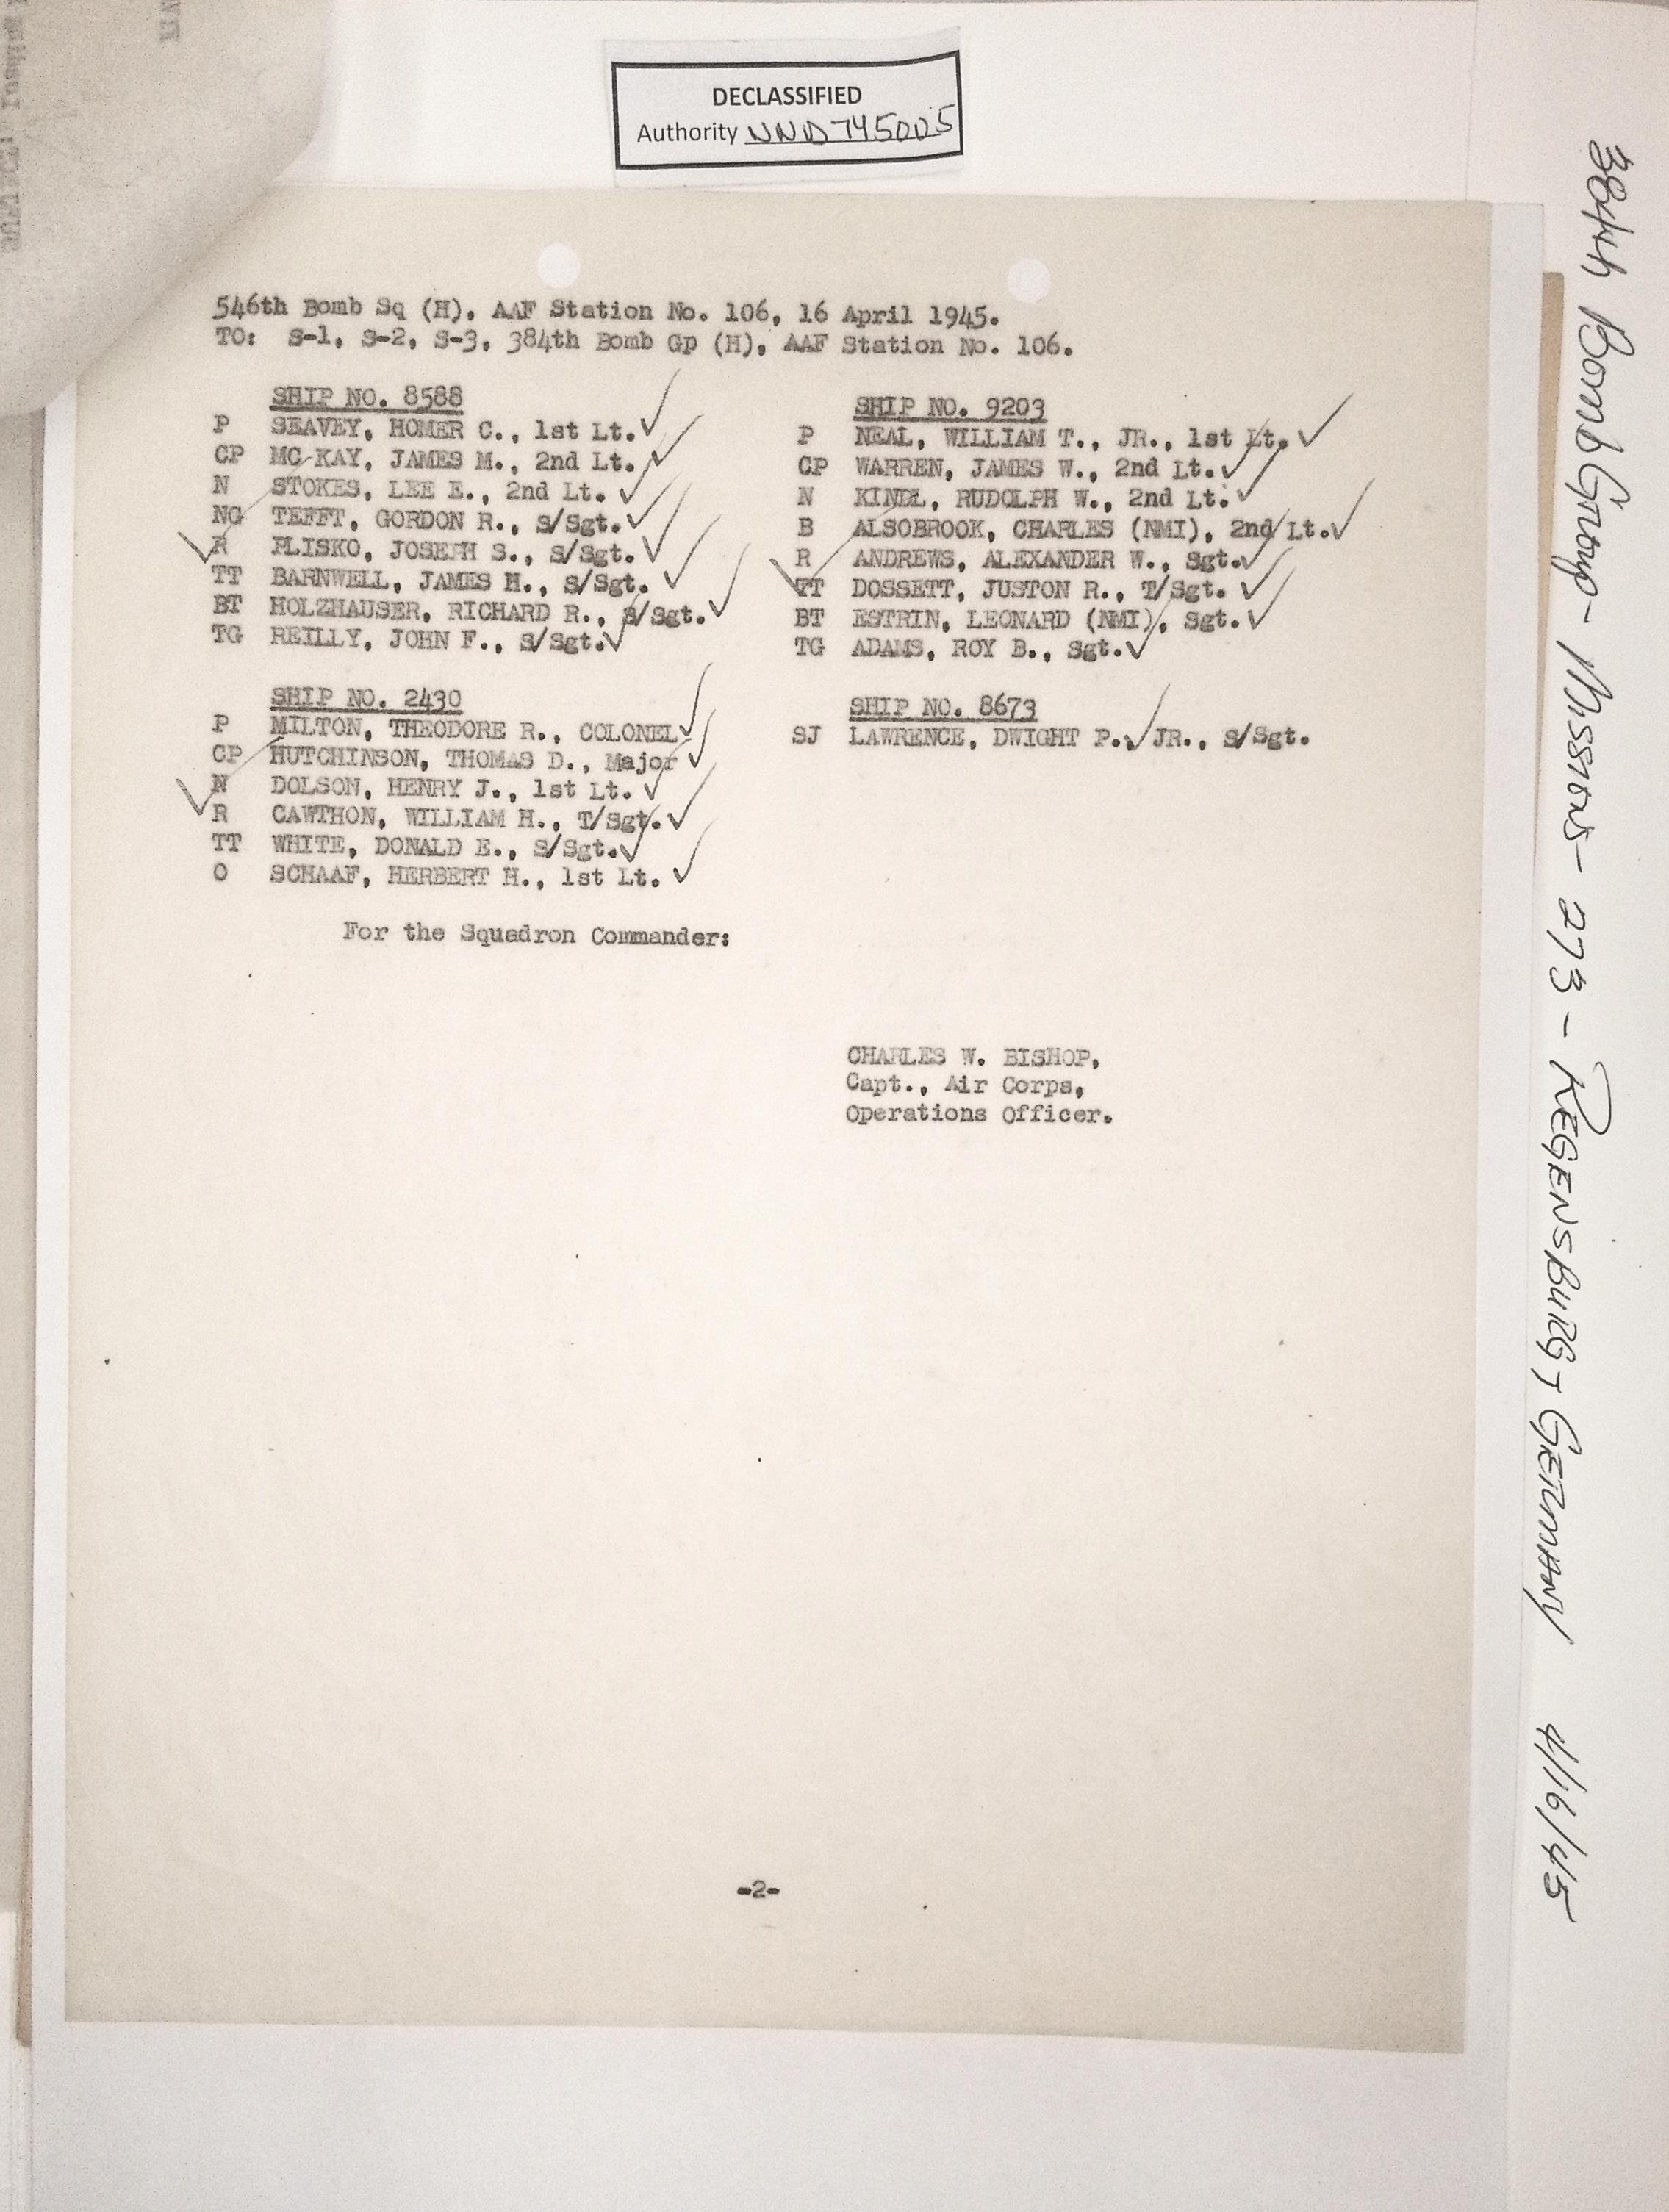 DECLASSIFIED
Authority NND 745005
546th Bomb Sq (H), AAF Station No. 106, 16 April 1945.
TO: S-1, S-2, S-3, 384th Bomb Gp (H), AAF Station No. 106.
SHIP NO. 8588
P SEAVEY, HOMER C., 1st Lt.
CP MC KAY, JAMES M., 2nd Lt.
N STOKES, LEE E., 2nd Lt.
NG TEFFT, GORDON R., S/Sgt.
R PLISKO, JOSEPH S., S/Sgt.
TT BARNWELL, JAMES H., S/Sgt.
BT HOLZHAUSER, RICHARD R., S/Sgt.
TG REILLY, JOHN F., S/Sgt.
SHIP NO. 9203
P NEAL, WILLIAM T., JR., 1st Lt.
CP WARREN, JAMES W., 2nd Lt.
N KINDL, RUDOLPH W., 2nd Lt.
B ALSOBROOK, CHARLES (NMI), 2nd Lt.
R ANDREWS, ALEXANDER W., Sgt.
TT DOSSETT, JUSTON R., T/Sgt.
BT ESTRIN, LEONARD (NMI), Sgt.
TG ADAMS, ROY B., Sgt.
SHIP NO. 2430
P MILTON, THEODORE R., COLONEL
CP HUTCHINSON, THOMAS D., Major
N DOLSON, HENRY J., 1st Lt.
R CAWTHON, WILLIAM H., T/Sgt.
TT WHITE, DONALD E., S/Sgt.
O SCHAAF, HERBERT H., 1st Lt.
SHIP NO. 8673
SJ LAWRENCE, DWIGHT P., JR., S/Sgt.
For the Squadron Commander:
CHARLES W. BISHOP,
Capt., Air Corps,
Operations Officer.
-2-
384th Bomb Group - Missions - 273 - REGENSBURG, GERMANY 4/16/45